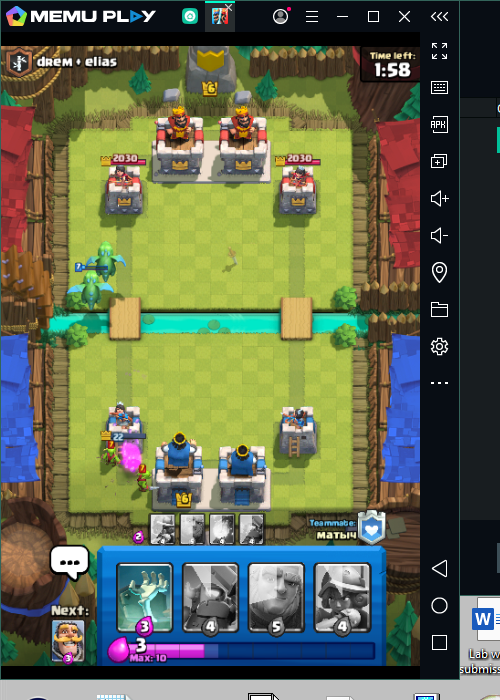 MEMU PLAY
drem + elias
Time left:
1:58
6
2030
2030
APK
22
6
2
Teammate:
матыч
3
4
5
4
Next:
3
3
Max: 10
W
Lab w
submiss